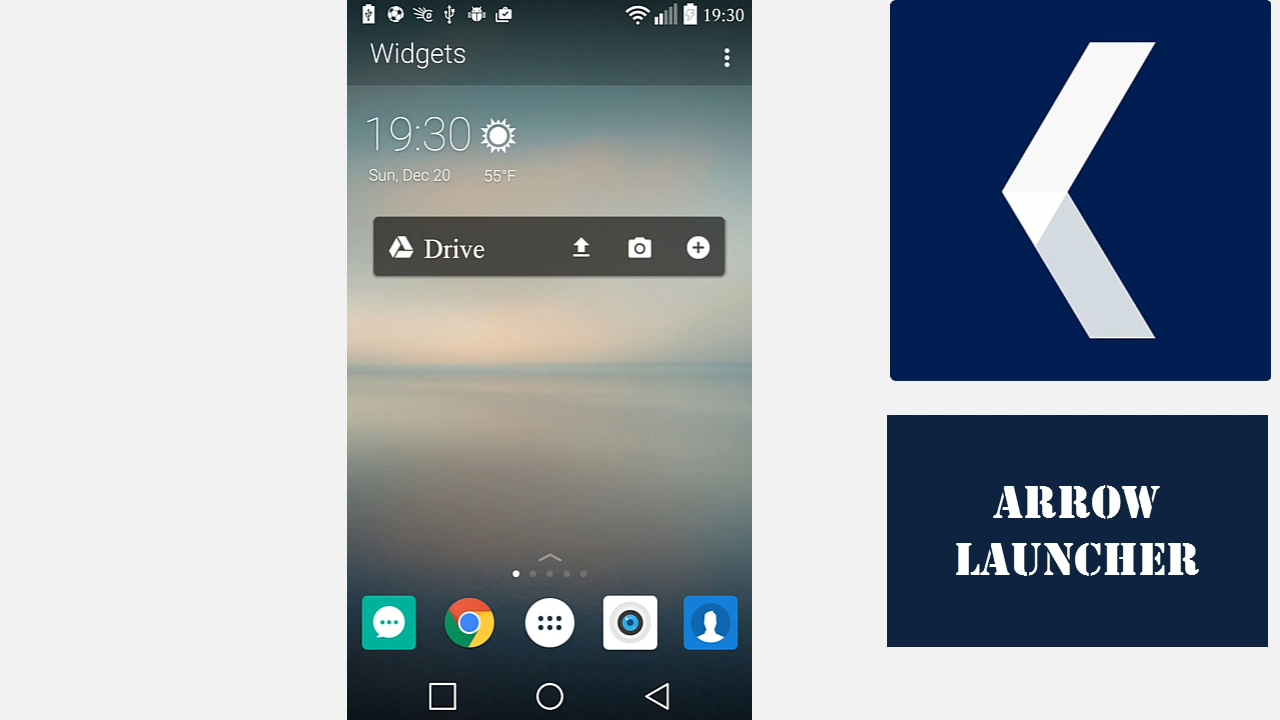 19:30
Widgets
19:30
Sun, Dec 20 55°F
Drive
ARROW
LAUNCHER